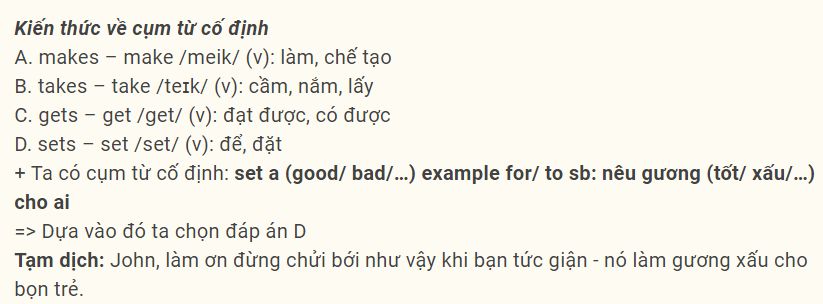 Kiến thức về cụm từ cố định
A. makes – make /meik/ (v): làm, chế tạo
B. takes – take /teɪk/ (v): cầm, nắm, lấy
C. gets – get /get/ (v): đạt được, có được
D. sets – set /set/ (v): để, đặt
+ Ta có cụm từ cố định: set a (good/ bad/…) example for/ to sb: nêu gương (tốt/ xấu/…)
cho ai
=> Dựa vào đó ta chọn đáp án D
Tạm dịch: John, làm ơn đừng chửi bới như vậy khi bạn tức giận - nó làm gương xấu cho
bọn trẻ.